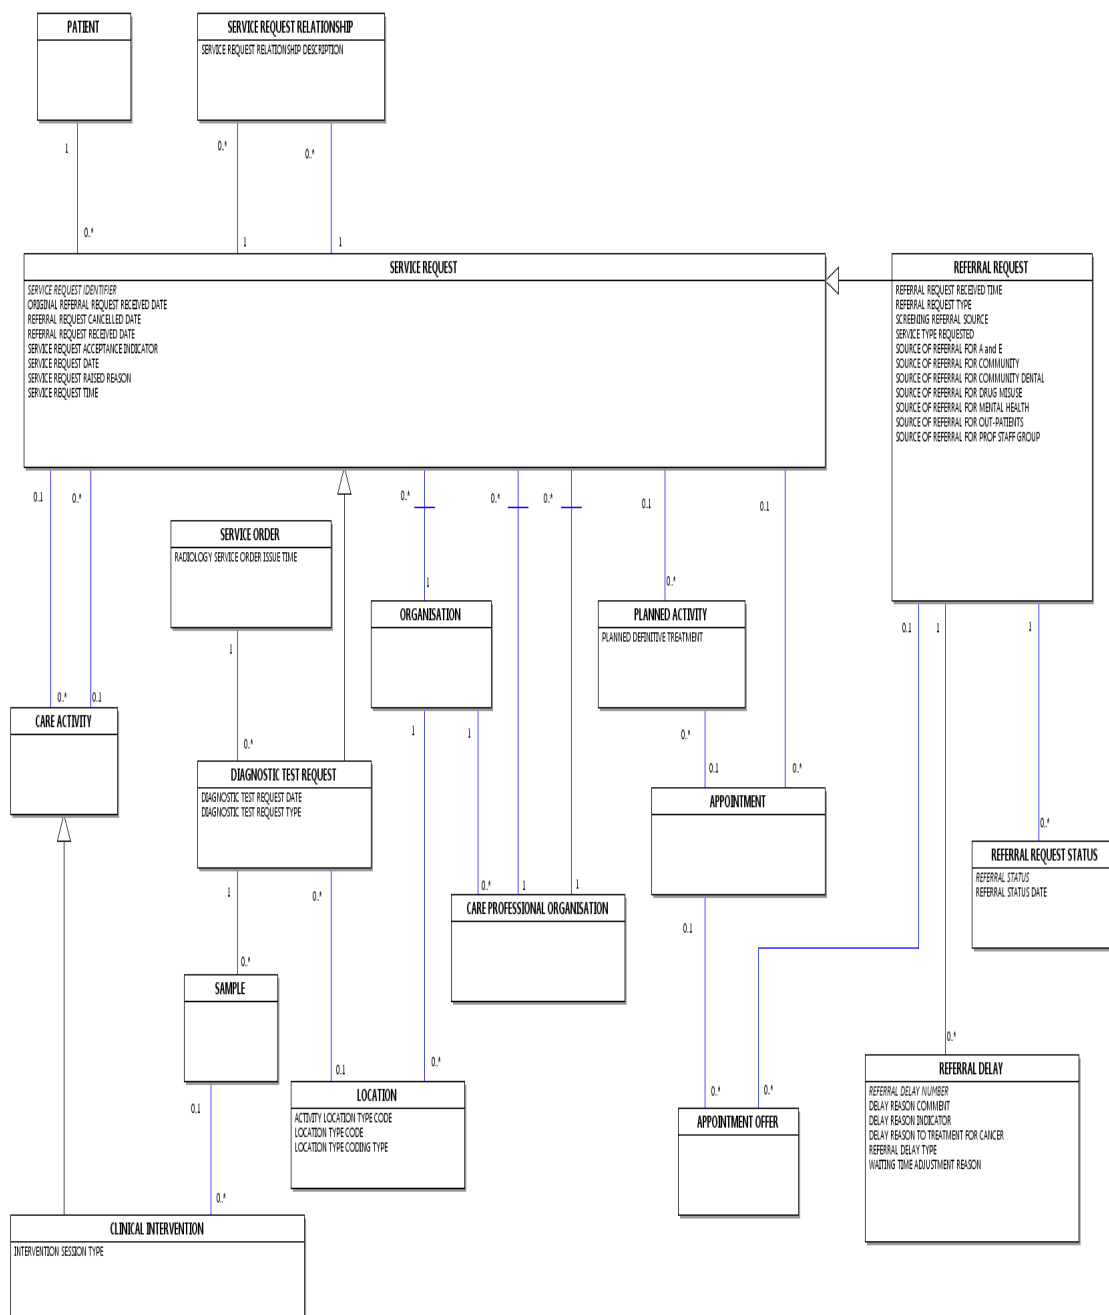 PATIENT
SERVICE REQUEST RELATIONSHIP
SERVICE REQUEST RELATIONSHIP DESCRIPTION
1
0..*
0..*
0..*
1
1
SERVICE REQUEST
SERVICE REQUEST IDENTIFIER
ORIGINAL REFERRAL REQUEST RECEIVED DATE
REFERRAL REQUEST CANCELLED DATE
REFERRAL REQUEST RECEIVED DATE
SERVICE REQUEST ACCEPTANCE INDICATOR
SERVICE REQUEST DATE
SERVICE REQUEST RAISED REASON
SERVICE REQUEST TIME
REFERRAL REQUEST
REFERRAL REQUEST RECEIVED TIME
REFERRAL REQUEST TYPE
SCREENING REFERRAL SOURCE
SERVICE TYPE REQUESTED
SOURCE OF REFERRAL FOR A and E
SOURCE OF REFERRAL FOR COMMUNITY
SOURCE OF REFERRAL FOR COMMUNITY DENTAL
SOURCE OF REFERRAL FOR DRUG MISUSE
SOURCE OF REFERRAL FOR MENTAL HEALTH
SOURCE OF REFERRAL FOR OUT-PATIENTS
SOURCE OF REFERRAL FOR PROF STAFF GROUP
0.1
0..*
0..*
0..*
0..*
0.1
0.1
SERVICE ORDER
RADIOLOGY SERVICE ORDER ISSUE TIME
1
0..*
ORGANISATION
PLANNED ACTIVITY
PLANNED DEFINITIVE TREATMENT
0.1
1
1
1
0..*
0.1
CARE ACTIVITY
1
1
0..*
0..*
0.1
0..*
DIAGNOSTIC TEST REQUEST
DIAGNOSTIC TEST REQUEST DATE
DIAGNOSTIC TEST REQUEST TYPE
APPOINTMENT
0..*
REFERRAL REQUEST STATUS
REFERRAL STATUS
REFERRAL STATUS DATE
1
0..*
0..*
1
1
CARE PROFESSIONAL ORGANISATION
0.1
0..*
SAMPLE
0..*
0.1
0..*
REFERRAL DELAY
REFERRAL DELAY NUMBER
DELAY REASON COMMENT
DELAY REASON INDICATOR
DELAY REASON TO TREATMENT FOR CANCER
REFERRAL DELAY TYPE
WAITING TIME ADJUSTMENT REASON
LOCATION
ACTIVITY LOCATION TYPE CODE
LOCATION TYPE CODE
LOCATION TYPE CODING TYPE
0.1
0..*
0..*
APPOINTMENT OFFER
0..*
CLINICAL INTERVENTION
INTERVENTION SESSION TYPE